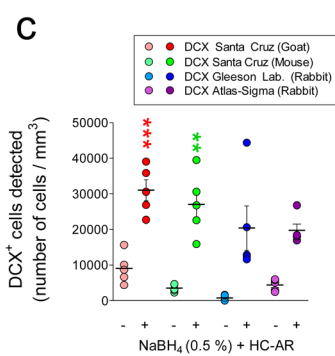 C
DCX Santa Cruz (Goat)
DCX Santa Cruz (Mouse)
DCX Gleeson Lab. (Rabbit)
DCX Atlas-Sigma (Rabbit)
DCX⁺ cells detected
(number of cells / mm³)
50000
40000
30000
20000
10000
0
*** **
- + - + - + - +
NaBH₄ (0.5 %) + HC-AR